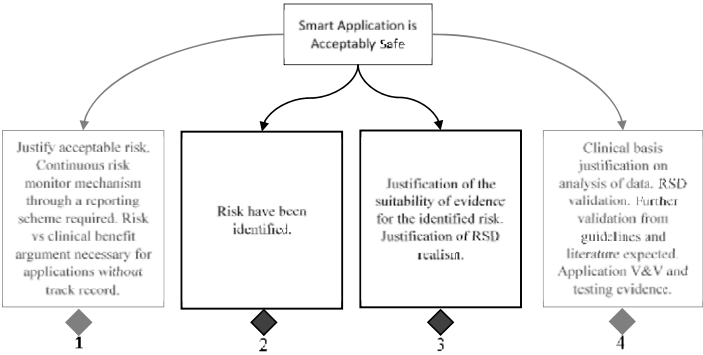 Smart Application is
Acceptably Safe
Justify acceptable risk.
Continuous risk
monitor mechanism
through a reporting
scheme required. Risk
vs clinical benefit
argument necessary for
applications without
track record.
Risk have been
identified.
Justification of the
suitability of evidence
for the identified risk.
Justification of RSD
realism.
Clinical basis
justification on
analysis of data. RSD
validation. Further
validation from
guidelines and
literature expected.
Application V&V and
testing evidence.
1
2
3
4